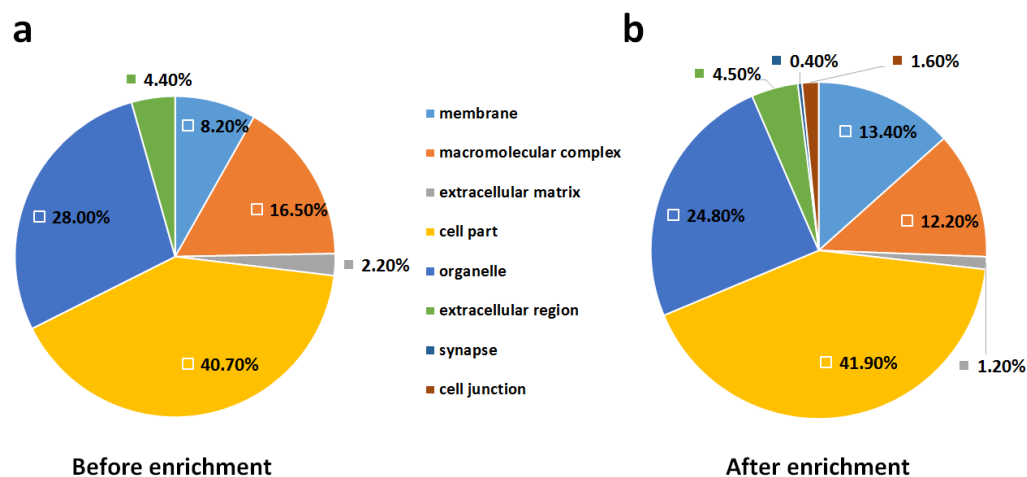 a
4.40%
8.20%
16.50%
2.20%
40.70%
28.00%
Before enrichment
membrane
macromolecular complex
extracellular matrix
cell part
organelle
extracellular region
synapse
cell junction
b
0.40%
1.60%
4.50%
13.40%
12.20%
1.20%
41.90%
24.80%
After enrichment